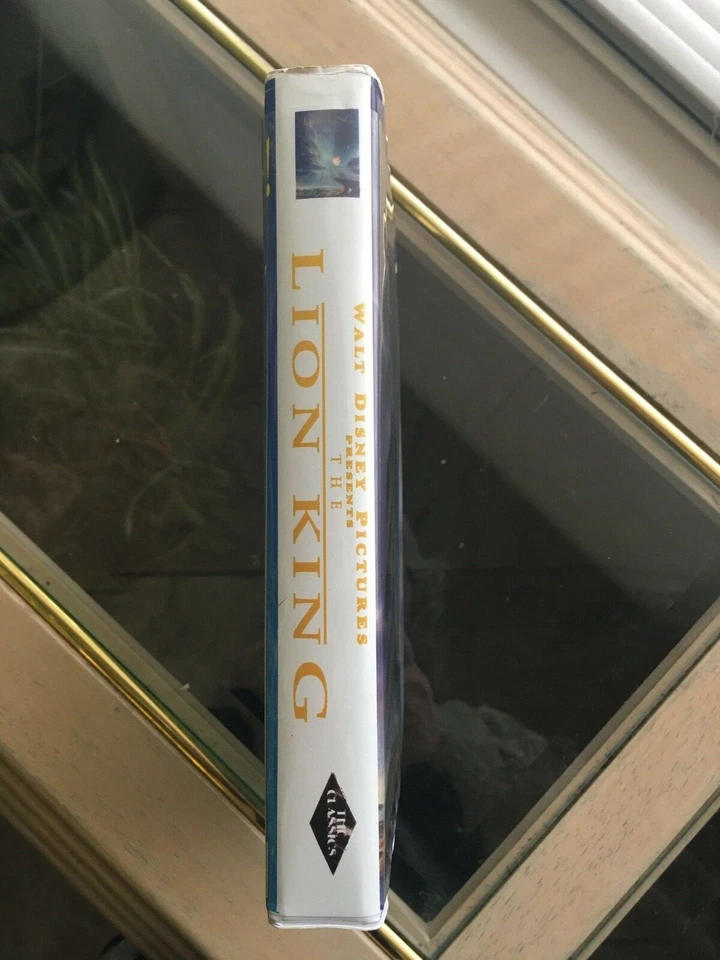 WALT DISNEY PICTURES
PRESENTS
THE
LION KING
THE
CLASSICS